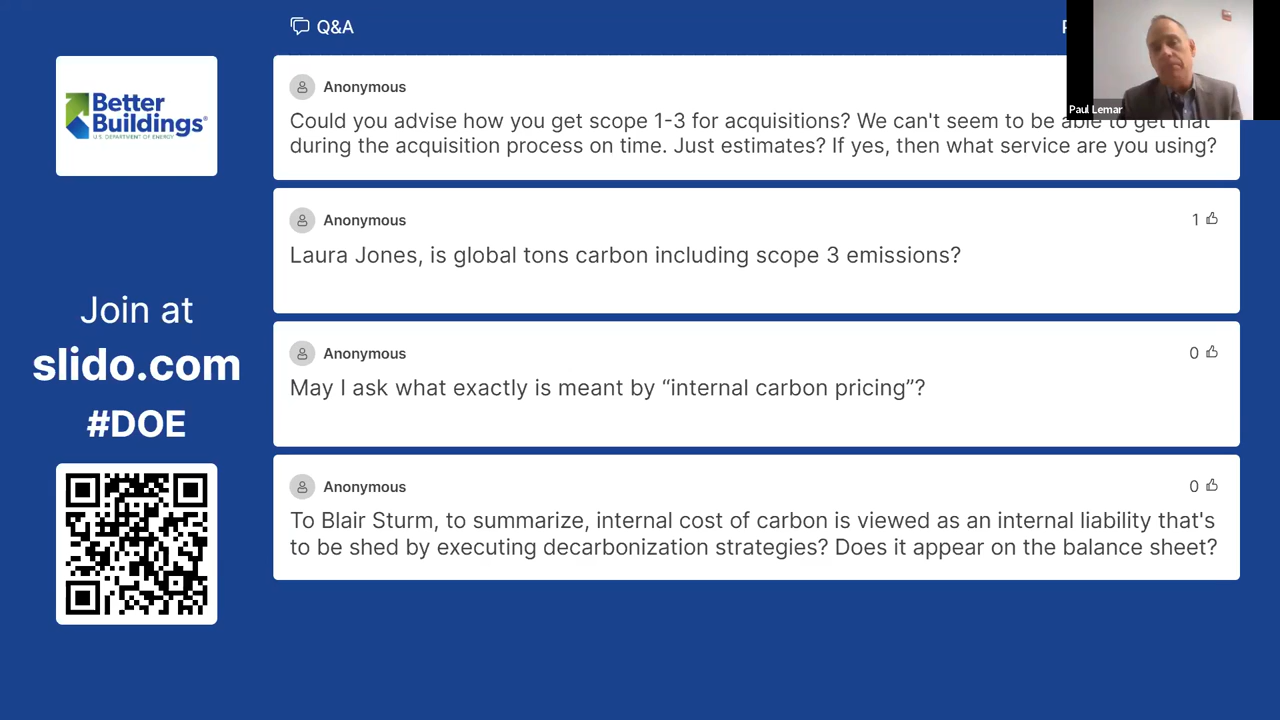 Q&A
Paul Lemar
Better
Buildings®
U.S. DEPARTMENT OF ENERGY
Join at
slido.com
#DOE
Anonymous
Could you advise how you get scope 1-3 for acquisitions? We can't seem to be able to get that
during the acquisition process on time. Just estimates? If yes, then what service are you using?
Anonymous
1
Laura Jones, is global tons carbon including scope 3 emissions?
Anonymous
0
May I ask what exactly is meant by “internal carbon pricing”?
Anonymous
0
To Blair Sturm, to summarize, internal cost of carbon is viewed as an internal liability that's
to be shed by executing decarbonization strategies? Does it appear on the balance sheet?